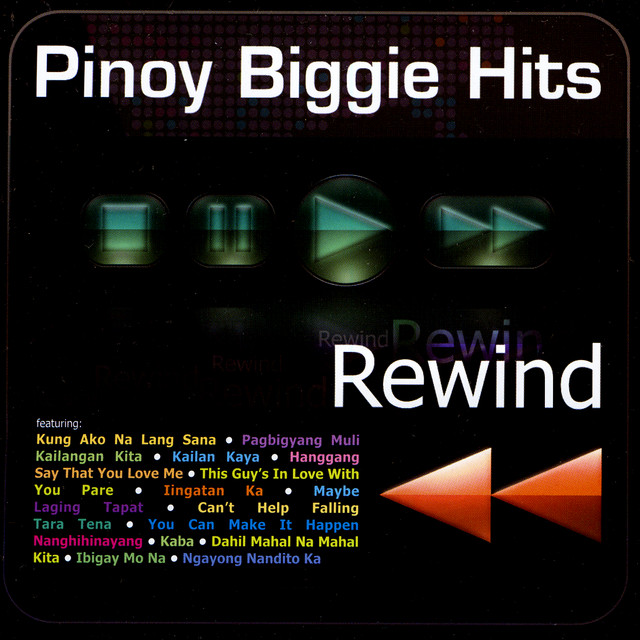 Pinoy Biggie Hits
Rewind Rewin
Rewind
Rewind
featuring:
Kung Ako Na Lang Sana • Pagbigyang Muli
Kailangan Kita • Kailan Kaya • Hanggang
Say That You Love Me • This Guy's In Love With
You Pare • Iingatan Ka • Maybe
Laging Tapat • Can't Help Falling
Tara Tena • You Can Make It Happen
Nanghihinayang • Kaba • Dahil Mahal Na Mahal
Kita • Ibigay Mo Na • Ngayong Nandito Ka